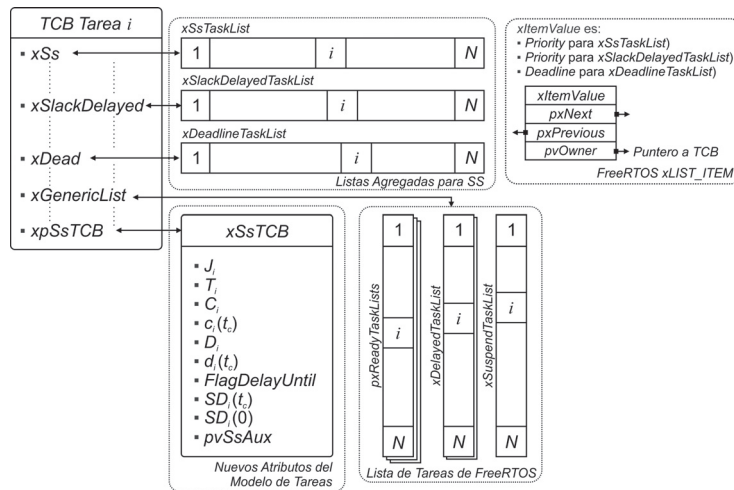 TCB Tarea i
▪ xSs
▪ xSlackDelayed
▪ xDead
▪ xGenericList
▪ xpSsTCB
xSsTaskList
1 i N
xSlackDelayedTaskList
1 i N
xDeadlineTaskList
1 i N
Listas Agregadas para SS
xItemValue es:
▪ Priority para xSsTaskList)
▪ Priority para xSlackDelayedTaskList)
▪ Deadline para xDeadlineTaskList)
xItemValue
pxNext
pxPrevious
pvOwner
Puntero a TCB
FreeRTOS xLIST_ITEM
xSsTCB
▪ Jᵢ
▪ Tᵢ
▪ Cᵢ
▪ cᵢ(t_c)
▪ Dᵢ
▪ dᵢ(t_c)
▪ FlagDelayUntil
▪ SDᵢ(t_c)
▪ SDᵢ(0)
▪ pvSsAux
Nuevos Atributos del
Modelo de Tareas
pxReadyTaskLists
1 i N
xDelayedTaskList
1 i N
xSuspendTaskList
1 i N
Lista de Tareas de FreeRTOS